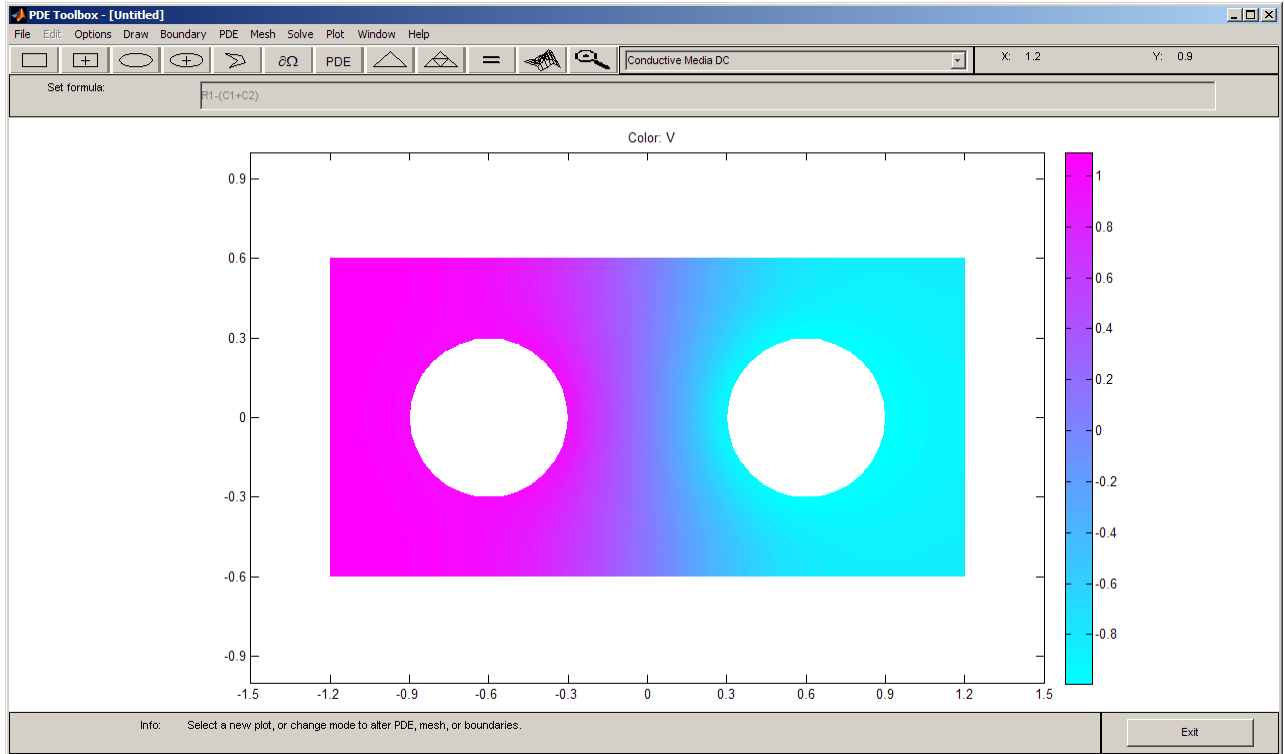 PDE Toolbox - [Untitled]
File Edit Options Draw Boundary PDE Mesh Solve Plot Window Help
∂Ω PDE = Conductive Media DC X: 1.2 Y: 0.9
Set formula: R1-(C1+C2)
Color: V
0.9
0.6
0.3
0
-0.3
-0.6
-0.9
-1.5 -1.2 -0.9 -0.6 -0.3 0 0.3 0.6 0.9 1.2 1.5
1
0.8
0.6
0.4
0.2
0
-0.2
-0.4
-0.6
-0.8
Info: Select a new plot, or change mode to alter PDE, mesh, or boundaries.
Exit